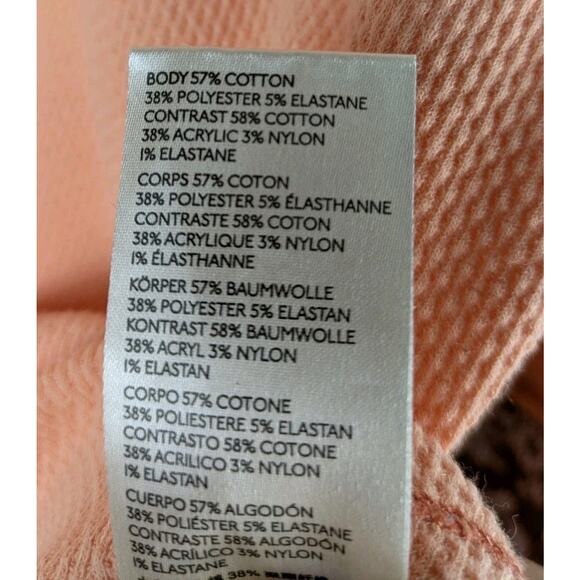 BODY 57% COTTON
38% POLYESTER 5% ELASTANE
CONTRAST 58% COTTON
38% ACRYLIC 3% NYLON
1% ELASTANE
CORPS 57% COTON
38% POLYESTER 5% ÉLASTHANNE
CONTRASTE 58% COTON
38% ACRYLIQUE 3% NYLON
1% ÉLASTHANNE
KÖRPER 57% BAUMWOLLE
38% POLYESTER 5% ELASTAN
KONTRAST 58% BAUMWOLLE
38% ACRYL 3% NYLON
1% ELASTAN
CORPO 57% COTONE
38% POLIESTERE 5% ELASTAN
CONTRASTO 58% COTONE
38% ACRILICO 3% NYLON
1% ELASTAN
CUERPO 57% ALGODÓN
38% POLIÉSTER 5% ELASTANE
CONTRASTE 58% ALGODÓN
38% ACRÍLICO 3% NYLON
1% ELASTANE
38%